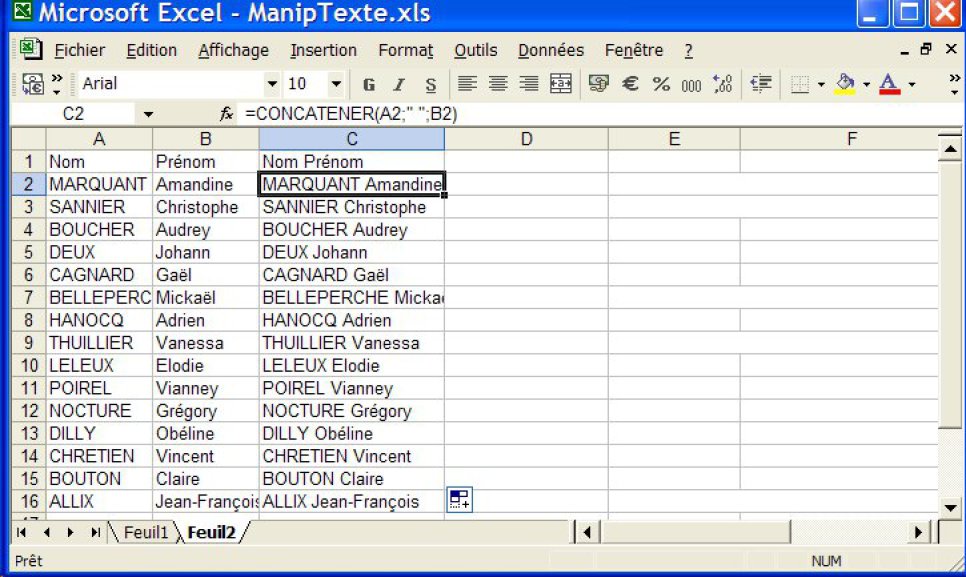 Microsoft Excel - ManipTexte.xls
Fichier Edition Affichage Insertion Format Outils Données Fenêtre ?
Arial 10 G I S € % 000 ,00 A
C2 fx =CONCATENER(A2;" ";B2)
A B C D E F
1 Nom Prénom Nom Prénom
2 MARQUANT Amandine MARQUANT Amandine
3 SANNIER Christophe SANNIER Christophe
4 BOUCHER Audrey BOUCHER Audrey
5 DEUX Johann DEUX Johann
6 CAGNARD Gaël CAGNARD Gaël
7 BELLEPERC Mickaël BELLEPERCHE Micka
8 HANOCQ Adrien HANOCQ Adrien
9 THUILLIER Vanessa THUILLIER Vanessa
10 LELEUX Elodie LELEUX Elodie
11 POIREL Vianney POIREL Vianney
12 NOCTURE Grégory NOCTURE Grégory
13 DILLY Obéline DILLY Obéline
14 CHRETIEN Vincent CHRETIEN Vincent
15 BOUTON Claire BOUTON Claire
16 ALLIX Jean-François ALLIX Jean-François
Feuil1 Feuil2
Prêt NUM